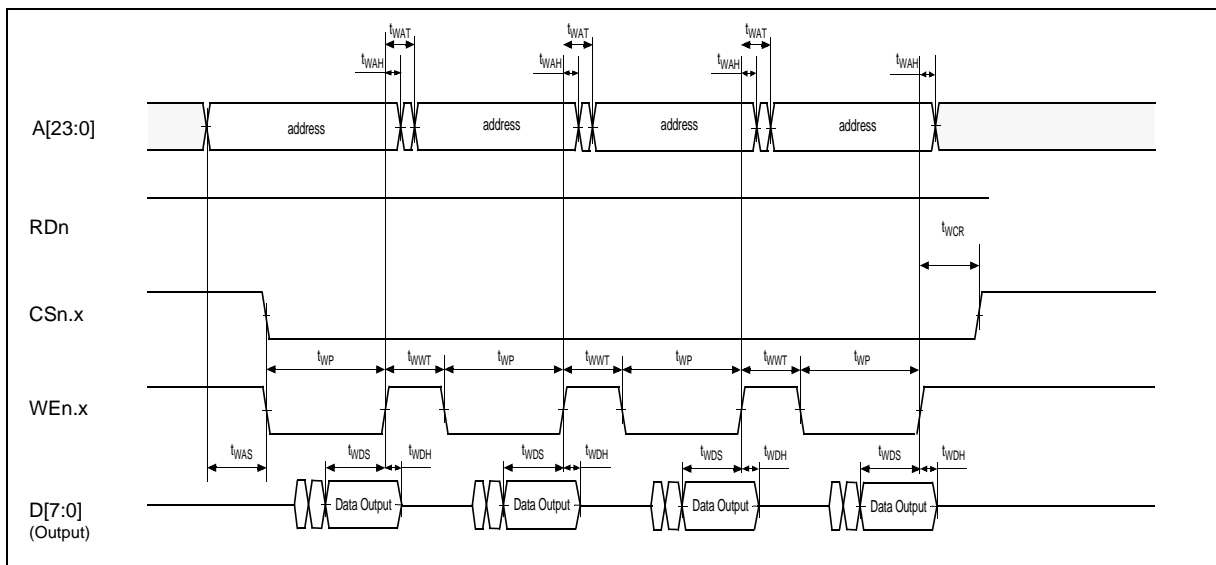 tWAT tWAT tWAT
tWAH tWAH tWAH tWAH
A[23:0] address address address address
RDn
tWCR
CSn.x
tWP tWWT tWP tWWT tWP tWWT tWP
WEn.x
tWAS tWDS tWDH tWDS tWDH tWDS tWDH tWDS tWDH
D[7:0] Data Output Data Output Data Output Data Output
(Output)